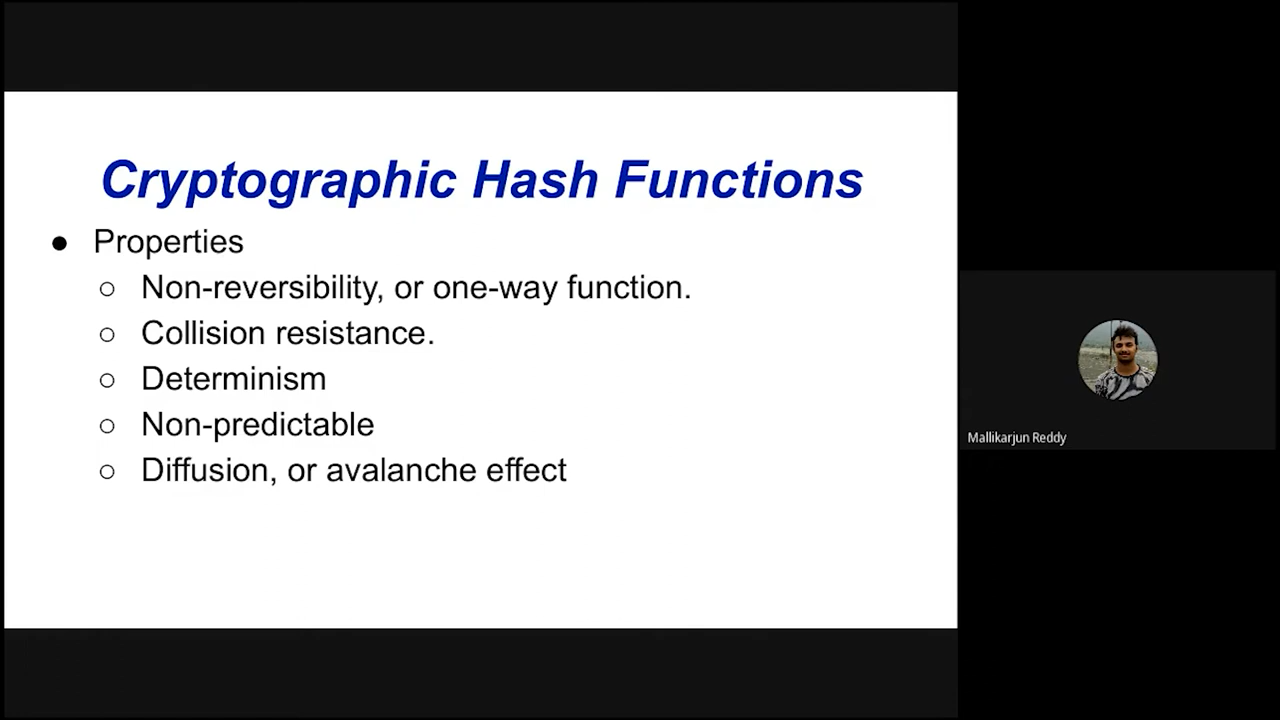 Cryptographic Hash Functions
● Properties
○ Non-reversibility, or one-way function.
○ Collision resistance.
○ Determinism
○ Non-predictable
○ Diffusion, or avalanche effect
Mallikarjun Reddy